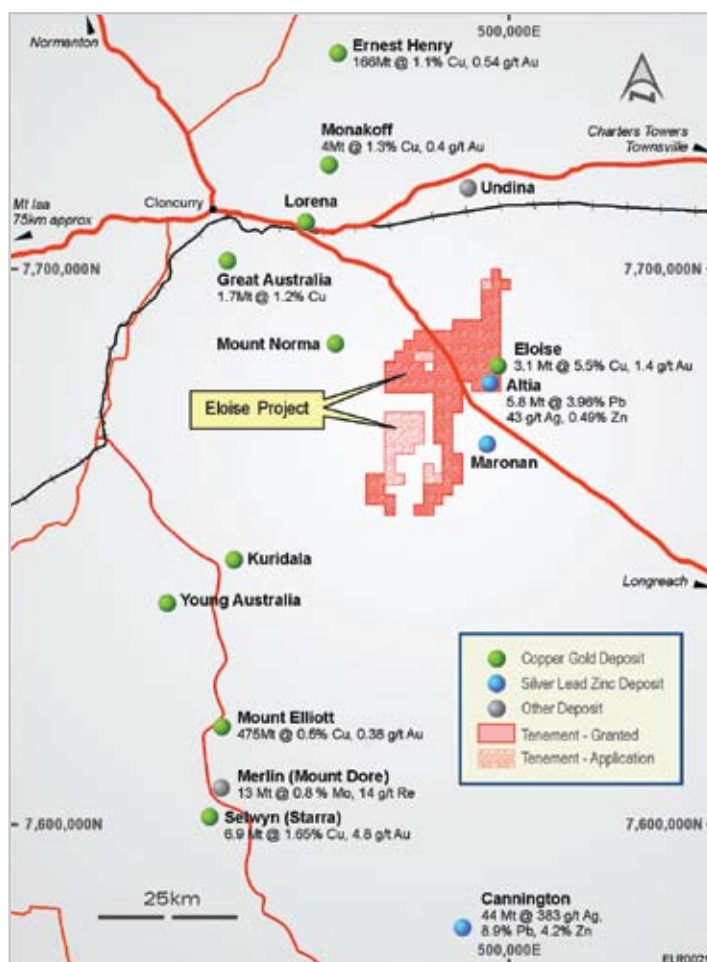 500,000E
Normenton
Ernest Henry
166Mt @ 1.1% Cu, 0.54 g/t Au
N
Monakoff
4Mt @ 1.3% Cu, 0.4 g/t Au
Charters Towers
Townsville
Undina
Mt Isa
75km approx
Cloncurry
Lorena
7,700,000N
7,700,000N
Great Australia
1.7Mt @ 1.2% Cu
Mount Norma
Eloise
3.1 Mt @ 5.5% Cu, 1.4 g/t Au
Altia
5.8 Mt @ 3.96% Pb
43 g/t Ag, 0.49% Zn
Eloise Project
Maronan
Kuridala
Longreach
Young Australia
Copper Gold Deposit
Silver Lead Zinc Deposit
Other Deposit
Tenement - Granted
Tenement - Application
Mount Elliott
475Mt @ 0.5% Cu, 0.38 g/t Au
Merlin (Mount Dore)
13 Mt @ 0.8 % Mo, 14 g/t Re
Selwyn (Starra)
6.9 Mt @ 1.65% Cu, 4.8 g/t Au
7,600,000N
7,600,000N
25km
Cannington
44 Mt @ 383 g/t Ag,
8.9% Pb, 4.2% Zn
500,000E
ELR0021